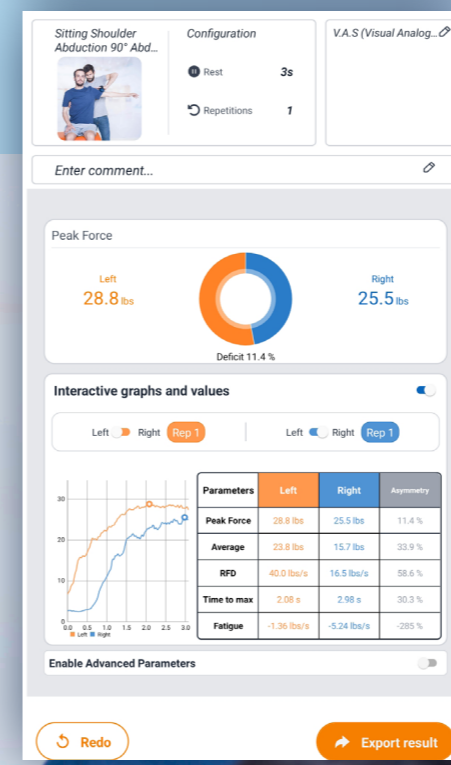 Sitting Shoulder
Abduction 90° Abd...
Configuration
Rest 3s
Repetitions 1
V.A.S (Visual Analog...
Enter comment...
Peak Force
Left
28.8 lbs
Right
25.5 lbs
Deficit 11.4 %
Interactive graphs and values
Left Right Rep 1
Left Right Rep 1
30
20
10
0
0.0 0.5 1.0 1.5 2.0 2.5 3.0
Left Right
Parameters Left Right Asymmetry
Peak Force 28.8 lbs 25.5 lbs 11.4 %
Average 23.8 lbs 15.7 lbs 33.9 %
RFD 40.0 lbs/s 16.5 lbs/s 58.6 %
Time to max 2.08 s 2.98 s 30.3 %
Fatigue -1.36 lbs/s -5.24 lbs/s -285 %
Enable Advanced Parameters
Redo
Export result